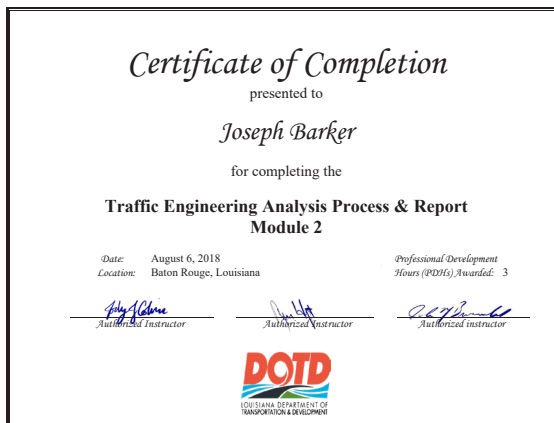 Certificate of Completion
presented to
Joseph Barker
for completing the
Traffic Engineering Analysis Process & Report
Module 2
Date: August 6, 2018
Location: Baton Rouge, Louisiana
Professional Development
Hours (PDHs) Awarded: 3
Authorized Instructor
Authorized Instructor
Authorized instructor
DOTD
LOUISIANA DEPARTMENT OF
TRANSPORTATION & DEVELOPMENT